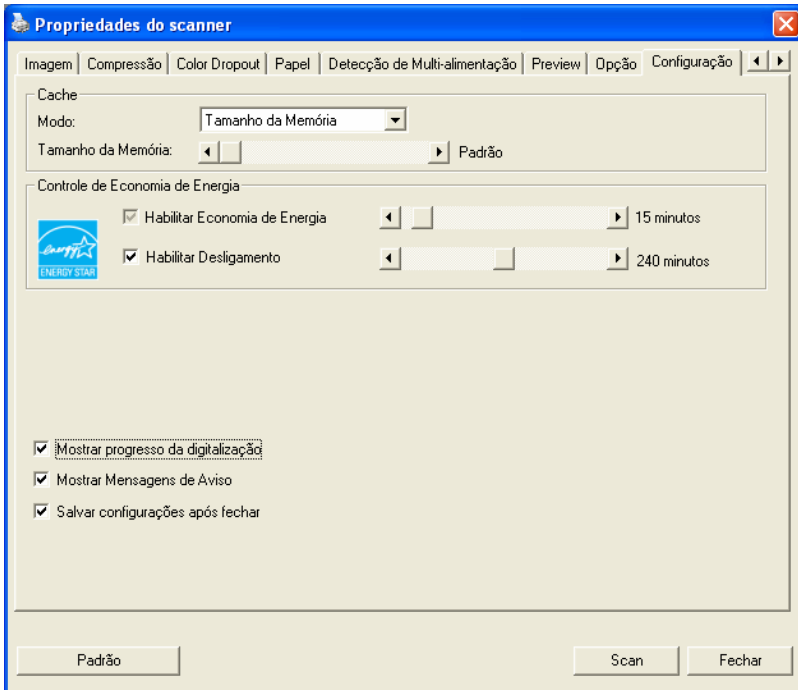 Propriedades do scanner
Imagem Compressão Color Dropout Papel Detecção de Multi-alimentação Preview Opção Configuração
Cache
Modo: Tamanho da Memória
Tamanho da Memória: Padrão
Controle de Economia de Energia
Habilitar Economia de Energia 15 minutos
energy
ENERGY STAR
Habilitar Desligamento 240 minutos
Mostrar progresso da digitalização
Mostrar Mensagens de Aviso
Salvar configurações após fechar
Padrão Scan Fechar